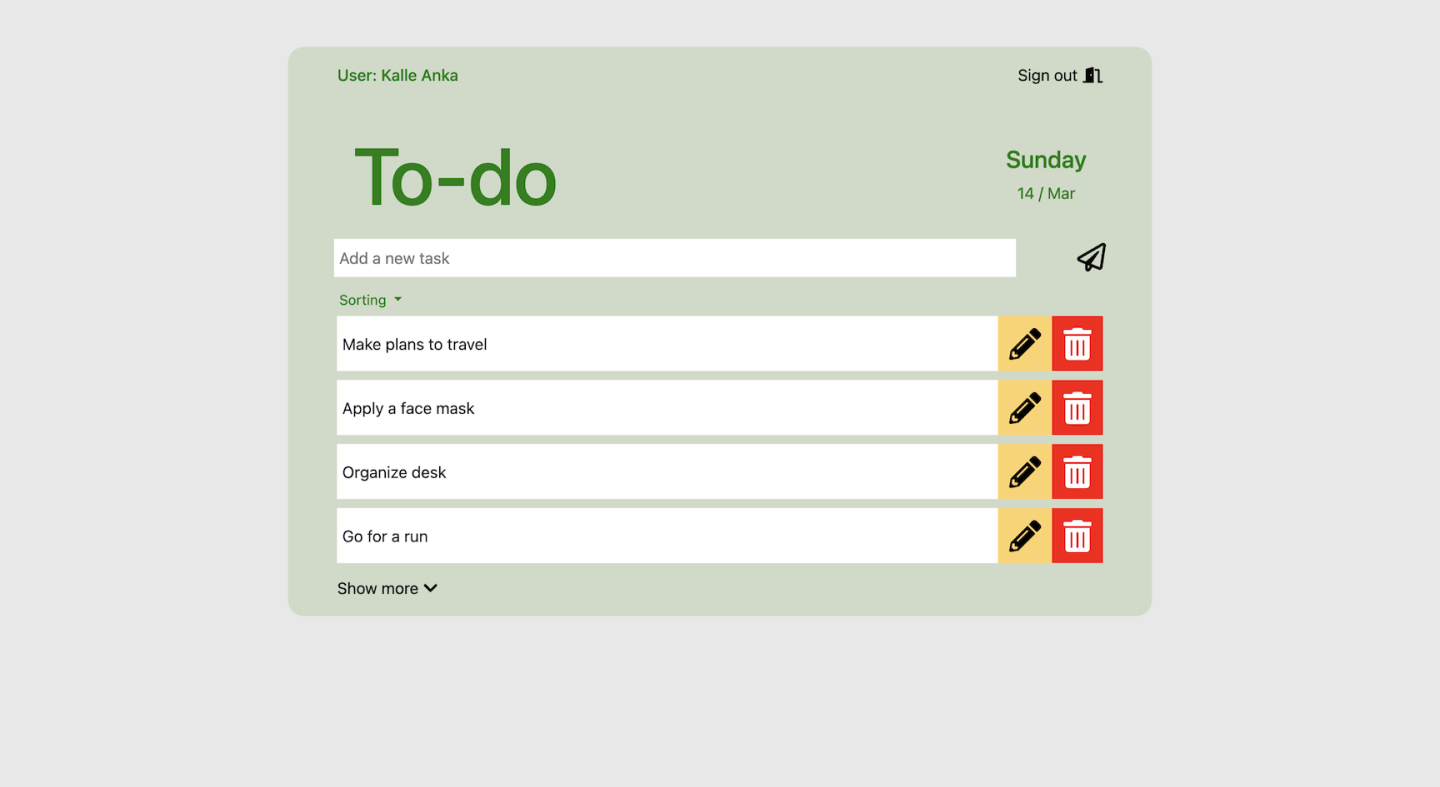 User: Kalle Anka
Sign out
To-do
Sunday
14 / Mar
Add a new task
Sorting
Make plans to travel
Apply a face mask
Organize desk
Go for a run
Show more